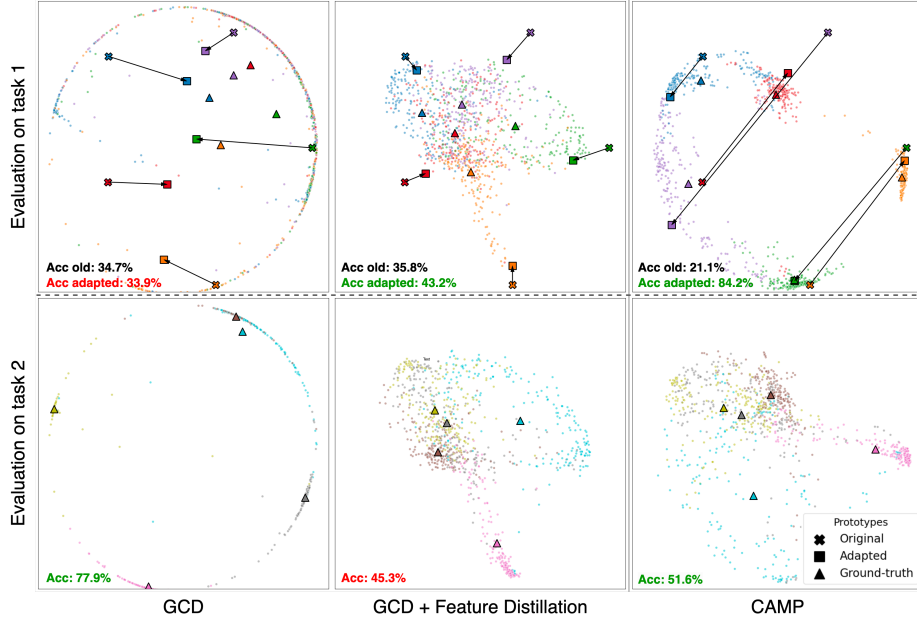 Evaluation on task 1
Acc old: 34.7%
Acc adapted: 33.9%
Acc old: 35.8%
Acc adapted: 43.2%
Acc old: 21.1%
Acc adapted: 84.2%
Evaluation on task 2
Acc: 77.9%
Acc: 45.3%
Acc: 51.6%
Prototypes
Original
Adapted
Ground-truth
GCD
GCD + Feature Distillation
CAMP